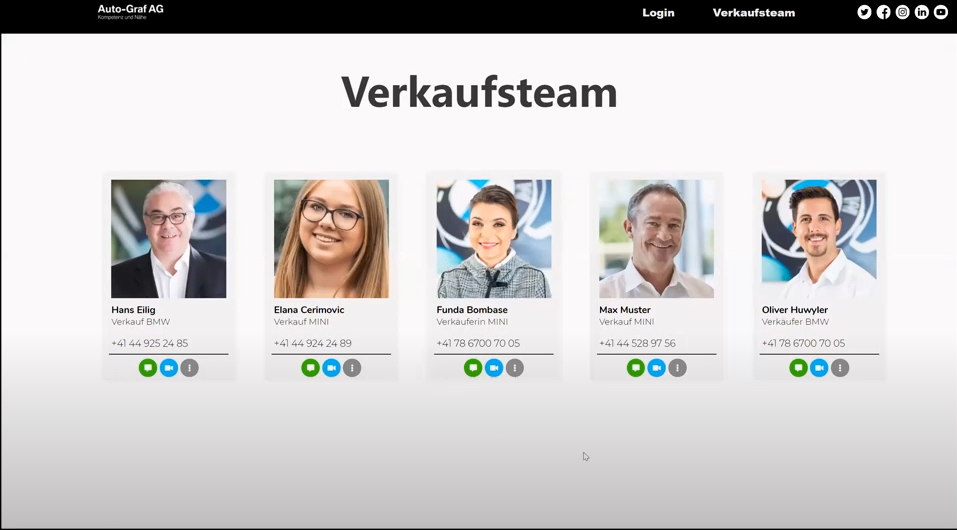 Auto-Graf AG
Kompetenz und Nähe
Login
Verkaufsteam
Verkaufsteam
Hans Eilig
Verkauf BMW
+41 44 925 24 85
Elana Cerimovic
Verkauf MINI
+41 44 924 24 89
Funda Bombase
Verkäuferin MINI
+41 78 6700 70 05
Max Muster
Verkauf MINI
+41 44 528 97 56
Oliver Huwyler
Verkäufer BMW
+41 78 6700 70 05